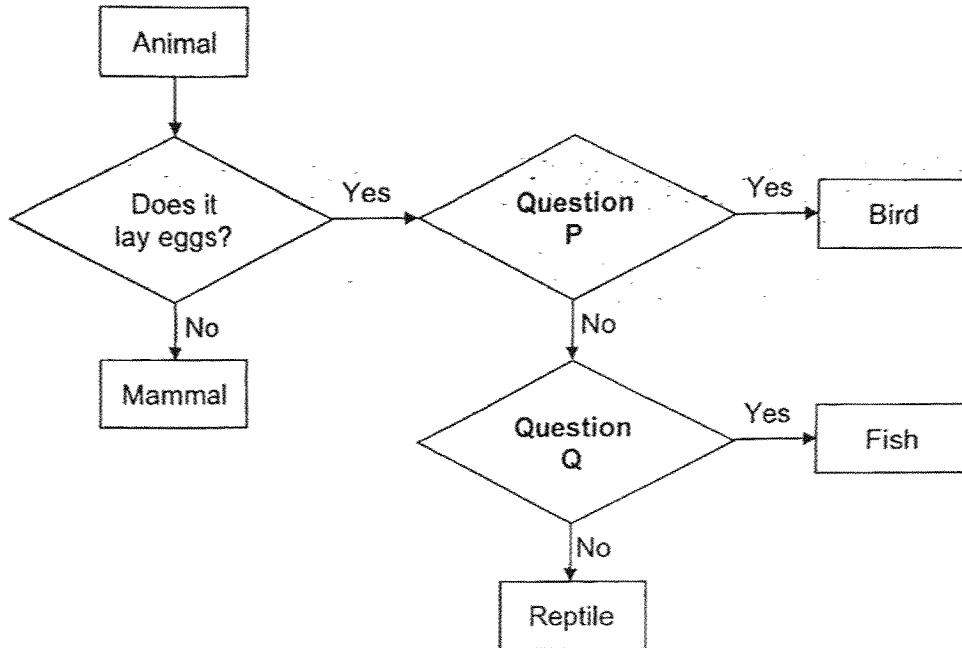 Animal
Does it
lay eggs?
Yes
Question
P
Yes
Bird
No
Mammal
No
Question
Q
Yes
Fish
No
Reptile